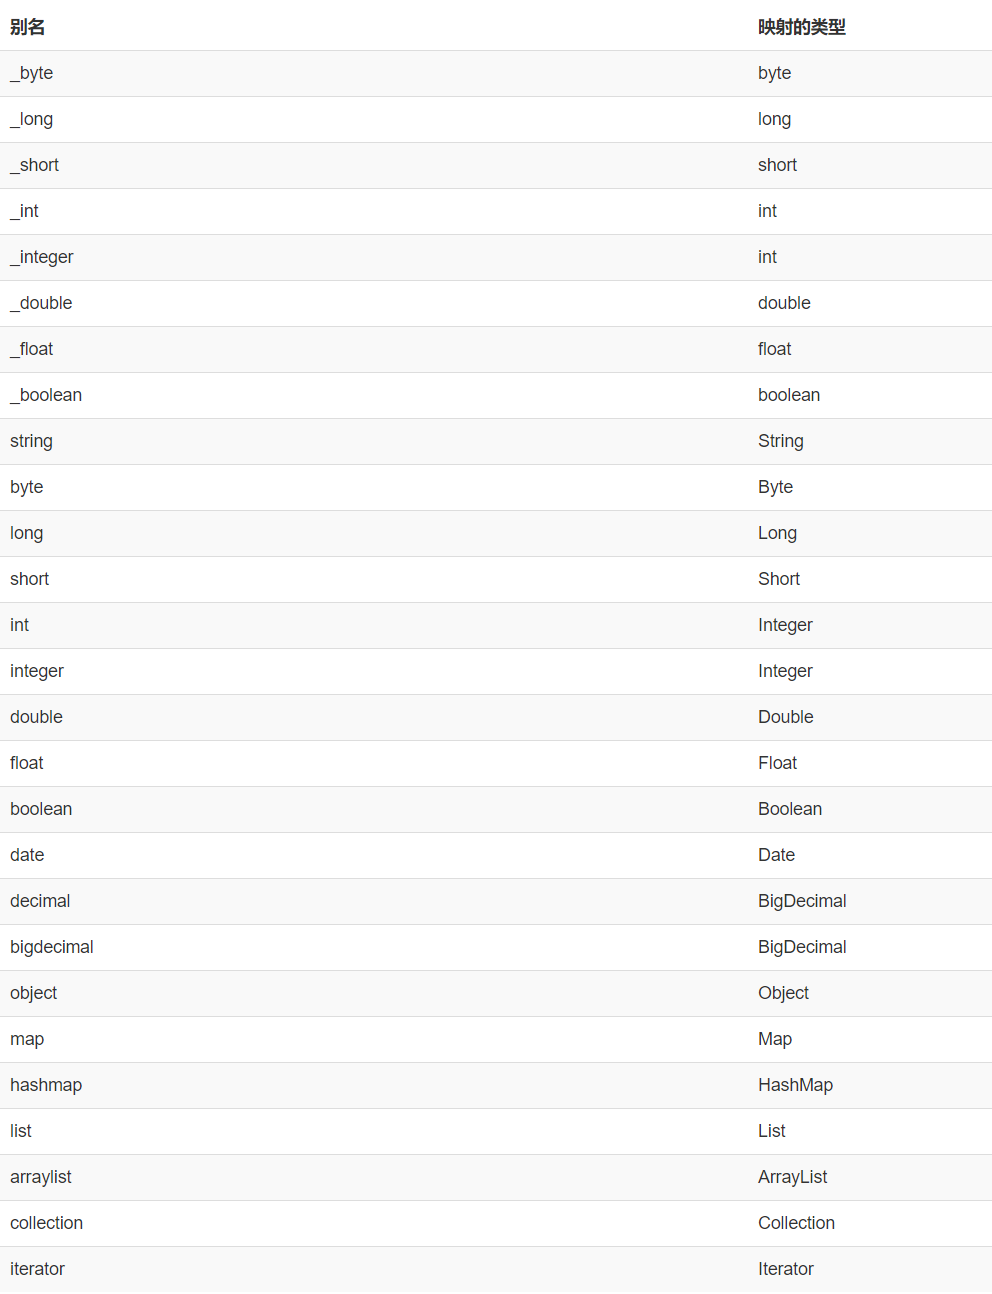 别名 映射的类型
_byte byte
_long long
_short short
_int int
_integer int
_double double
_float float
_boolean boolean
string String
byte Byte
long Long
short Short
int Integer
integer Integer
double Double
float Float
boolean Boolean
date Date
decimal BigDecimal
bigdecimal BigDecimal
object Object
map Map
hashmap HashMap
list List
arraylist ArrayList
collection Collection
iterator Iterator